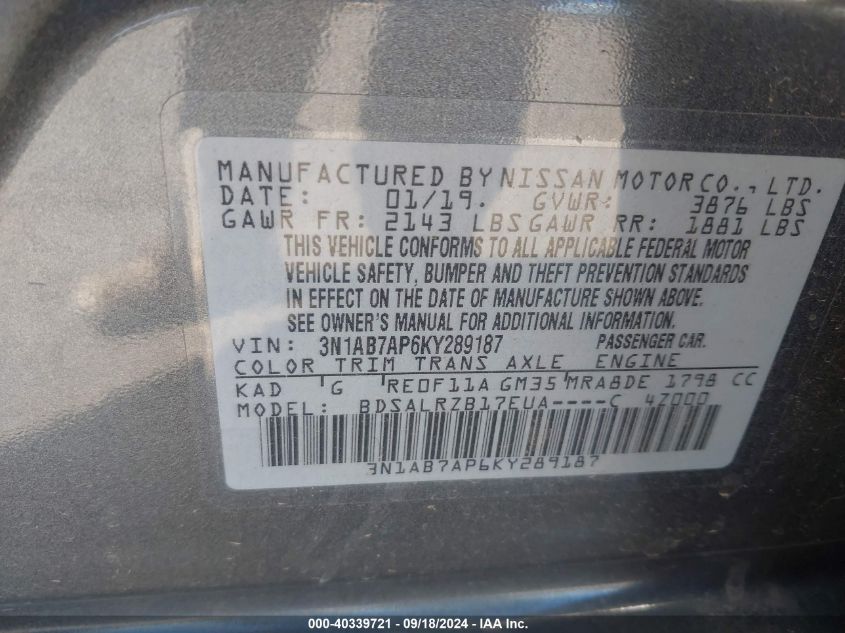 MANUFACTURED BY NISSAN MOTOR CO., LTD.
DATE: 01/19. GVWR: 3876 LBS
GAWR FR: 2143 LBS GAWR RR: 1881 LBS
THIS VEHICLE CONFORMS TO ALL APPLICABLE FEDERAL MOTOR
VEHICLE SAFETY, BUMPER AND THEFT PREVENTION STANDARDS
IN EFFECT ON THE DATE OF MANUFACTURE SHOWN ABOVE.
SEE OWNER'S MANUAL FOR ADDITIONAL INFORMATION.
VIN: 3N1AB7AP6KY289187 PASSENGER CAR.
COLOR TRIM TRANS AXLE ENGINE
KAD G RE0F11A GM35 MRA8DE 1798 CC
MODEL: BDSALRZB17EUA----C 4Z000
3N1AB7AP6KY289187
000-40339721 - 09/18/2024 - IAA Inc.